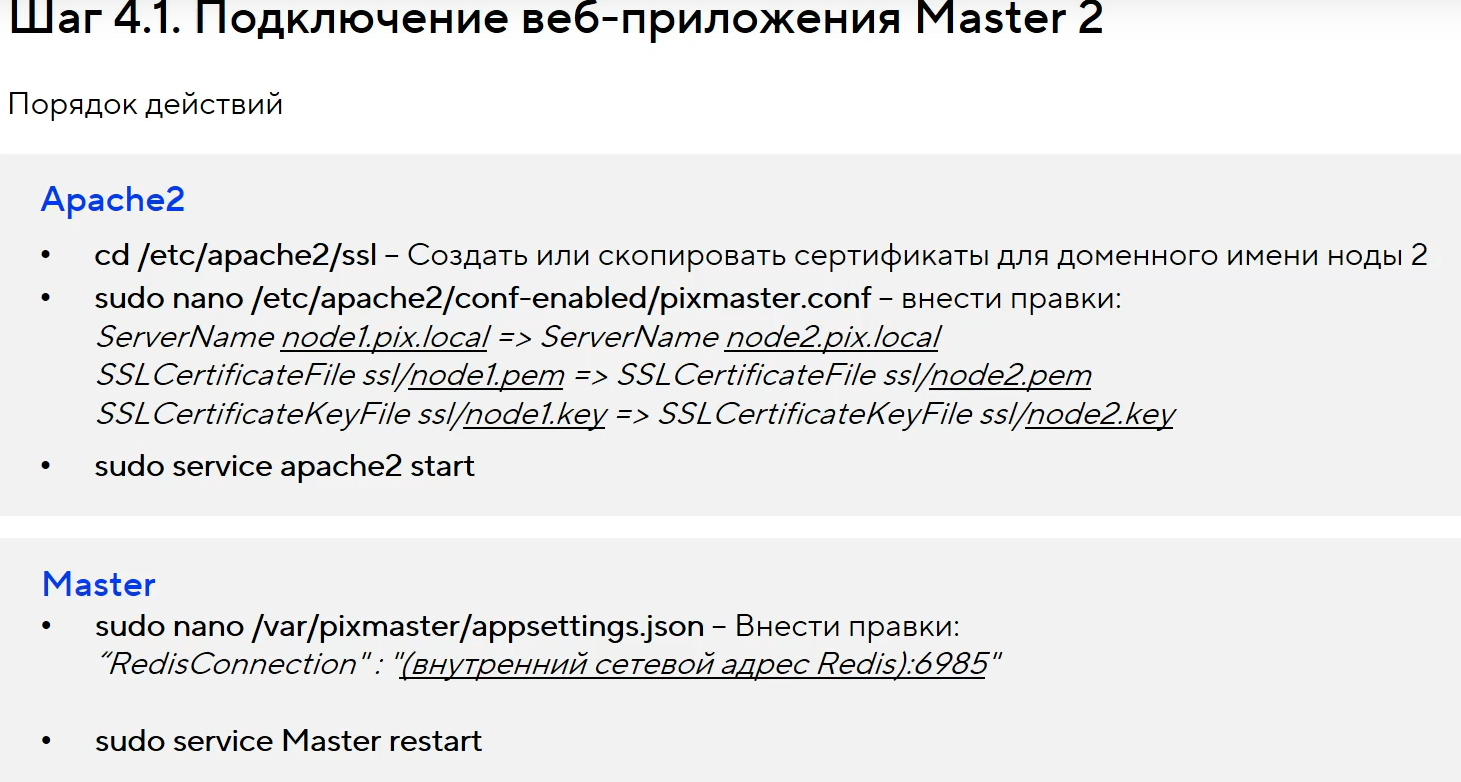 Шаг 4.1. Подключение веб-приложения Master 2
Порядок действий
Apache2
• cd /etc/apache2/ssl – Создать или скопировать сертификаты для доменного имени ноды 2
• sudo nano /etc/apache2/conf-enabled/pixmaster.conf – внести правки:
ServerName node1.pix.local => ServerName node2.pix.local
SSLCertificateFile ssl/node1.pem => SSLCertificateFile ssl/node2.pem
SSLCertificateKeyFile ssl/node1.key => SSLCertificateKeyFile ssl/node2.key
• sudo service apache2 start
Master
• sudo nano /var/pixmaster/appsettings.json – Внести правки:
“RedisConnection" : "(внутренний сетевой адрес Redis):6985"
• sudo service Master restart